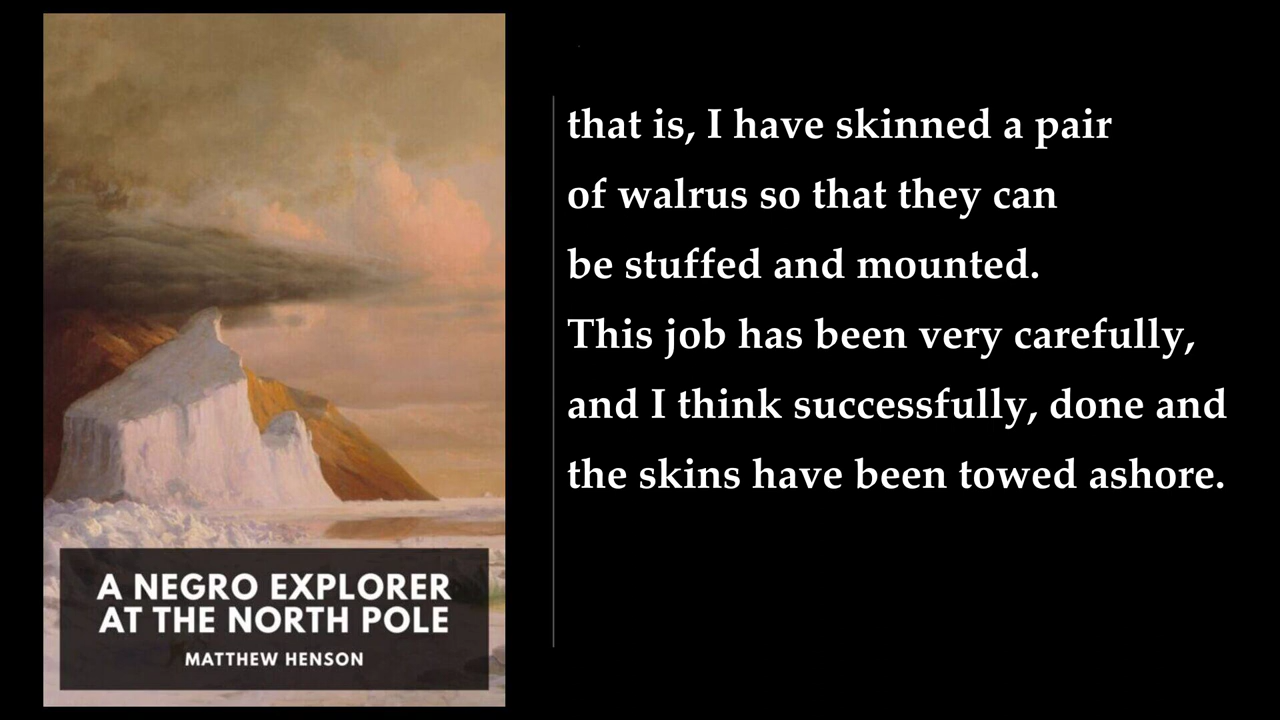 that is, I have skinned a pair
of walrus so that they can
be stuffed and mounted.
This job has been very carefully,
and I think successfully, done and
the skins have been towed ashore.
A NEGRO EXPLORER
AT THE NORTH POLE
MATTHEW HENSON